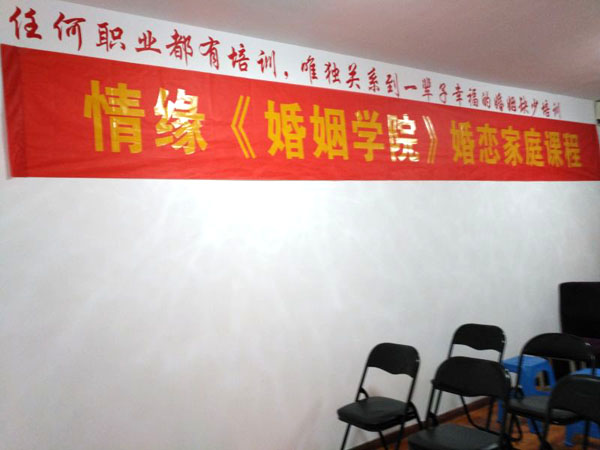 任何职业都有培训，唯独关系到一辈子幸福的婚姻缺少培训
情缘《婚姻学院》婚恋家庭课程